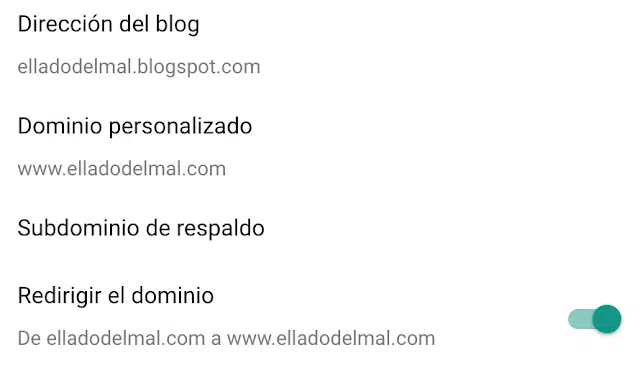 Dirección del blog
elladodelmal.blogspot.com
Dominio personalizado
www.elladodelmal.com
Subdominio de respaldo
Redirigir el dominio
De elladodelmal.com a www.elladodelmal.com